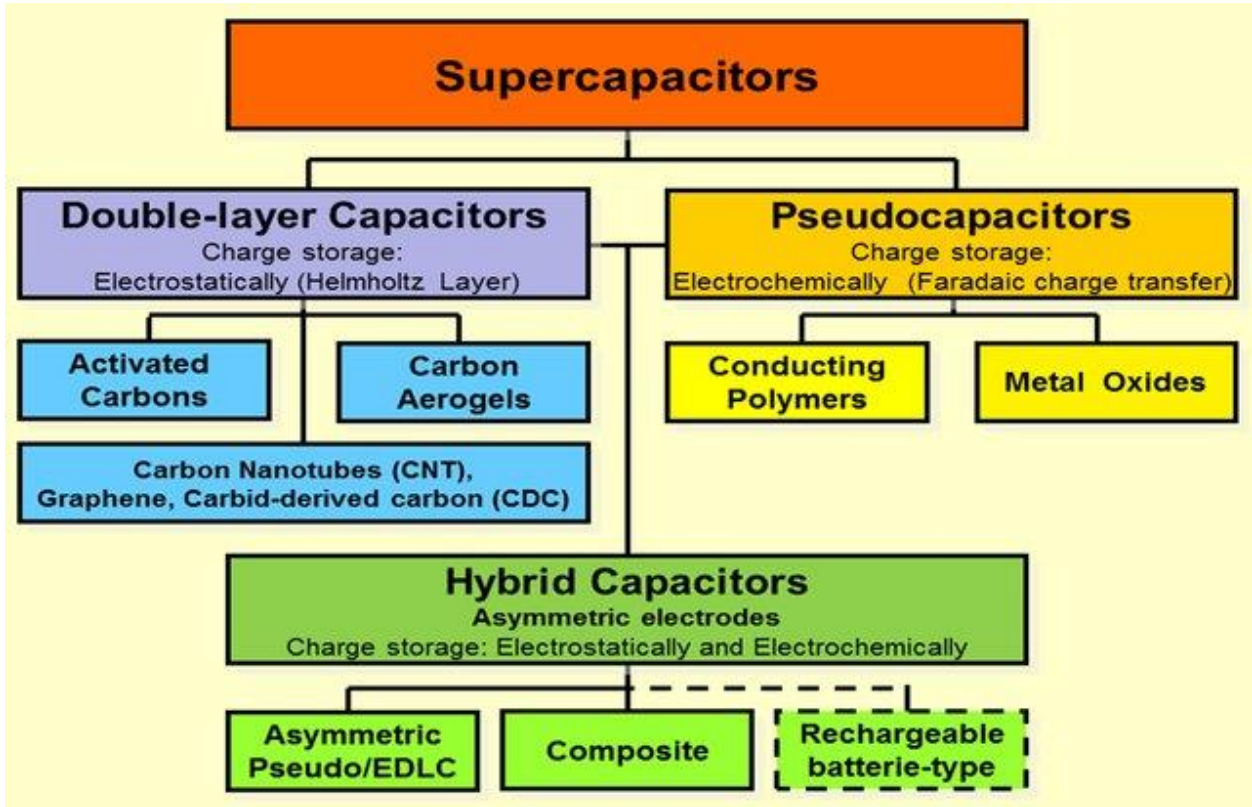 Supercapacitors
Double-layer Capacitors
Charge storage:
Electrostatically (Helmholtz Layer)
Pseudocapacitors
Charge storage:
Electrochemically (Faradaic charge transfer)
Activated
Carbons
Carbon
Aerogels
Conducting
Polymers
Metal Oxides
Carbon Nanotubes (CNT),
Graphene, Carbid-derived carbon (CDC)
Hybrid Capacitors
Asymmetric electrodes
Charge storage: Electrostatically and Electrochemically
Asymmetric
Pseudo/EDLC
Composite
Rechargeable
batterie-type